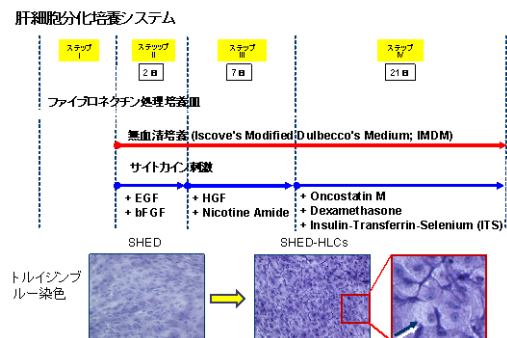 肝細胞分化培養システム
ステップ I
ステップ II
ステップ III
ステップ IV
2日
7日
21日
ファイブロネクチン処理培養皿
無血清培養 (Iscove's Modified Dulbecco's Medium; IMDM)
サイトカイン刺激
+ EGF
+ bFGF
+ HGF
+ Nicotine Amide
+ Oncostatin M
+ Dexamethasone
+ Insulin-Transferrin-Selenium (ITS)
SHED
SHED-HLCs
トルイジンブ
ルー染色